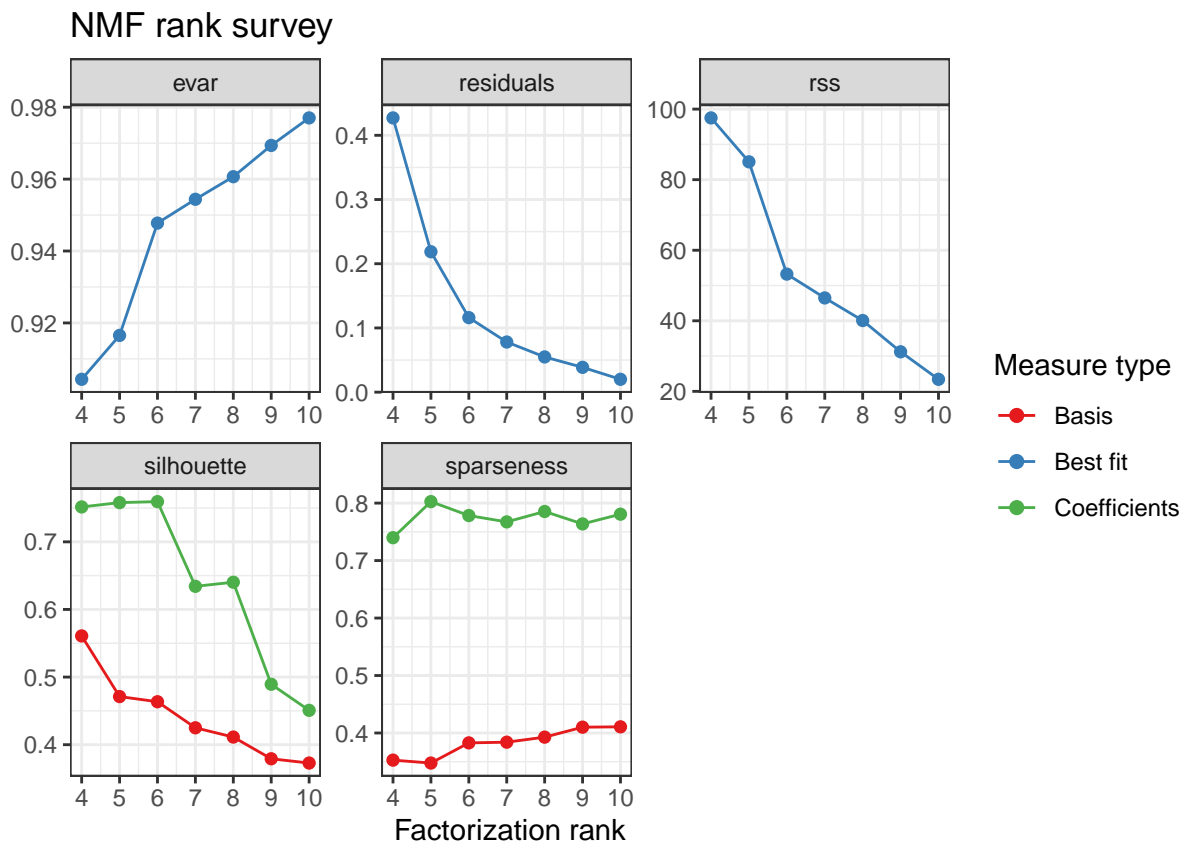 NMF rank survey
evar
residuals
rss
0.98
0.96
0.94
0.92
0.4
0.3
0.2
0.1
0.0
100
80
60
40
20
4 5 6 7 8 9 10
4 5 6 7 8 9 10
4 5 6 7 8 9 10
silhouette
sparseness
0.7
0.6
0.5
0.4
0.8
0.7
0.6
0.5
0.4
4 5 6 7 8 9 10
4 5 6 7 8 9 10
Factorization rank
Measure type
Basis
Best fit
Coefficients